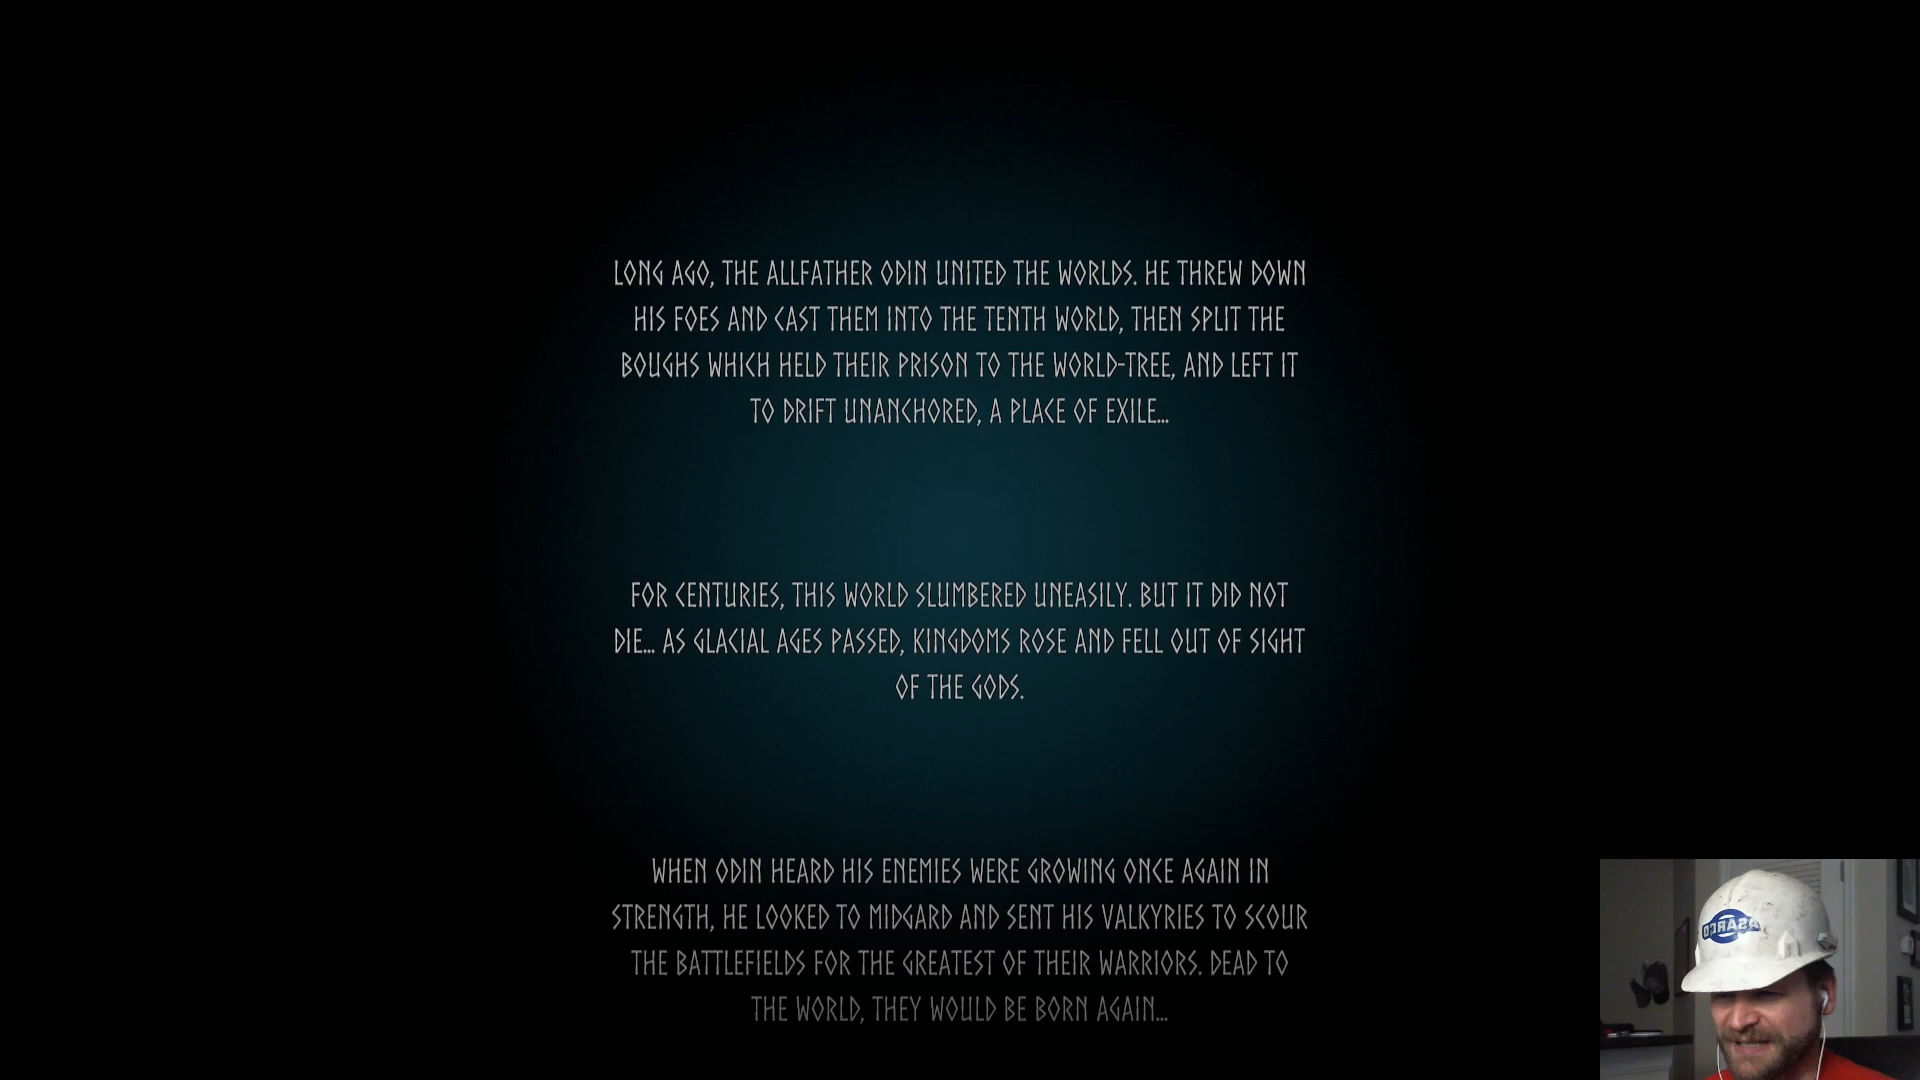 LONG AGO, THE ALLFATHER ODIN UNITED THE WORLDS. HE THREW DOWN
HIS FOES AND CAST THEM INTO THE TENTH WORLD, THEN SPLIT THE
BOUGHS WHICH HELD THEIR PRISON TO THE WORLD-TREE, AND LEFT IT
TO DRIFT UNANCHORED, A PLACE OF EXILE...
FOR CENTURIES, THIS WORLD SLUMBERED UNEASILY. BUT IT DID NOT
DIE... AS GLACIAL AGES PASSED, KINGDOMS ROSE AND FELL OUT OF SIGHT
OF THE GODS.
WHEN ODIN HEARD HIS ENEMIES WERE GROWING ONCE AGAIN IN
STRENGTH, HE LOOKED TO MIDGARD AND SENT HIS VALKYRIES TO SCOUR
THE BATTLEFIELDS FOR THE GREATEST OF THEIR WARRIORS. DEAD TO
THE WORLD, THEY WOULD BE BORN AGAIN...
ASARCO